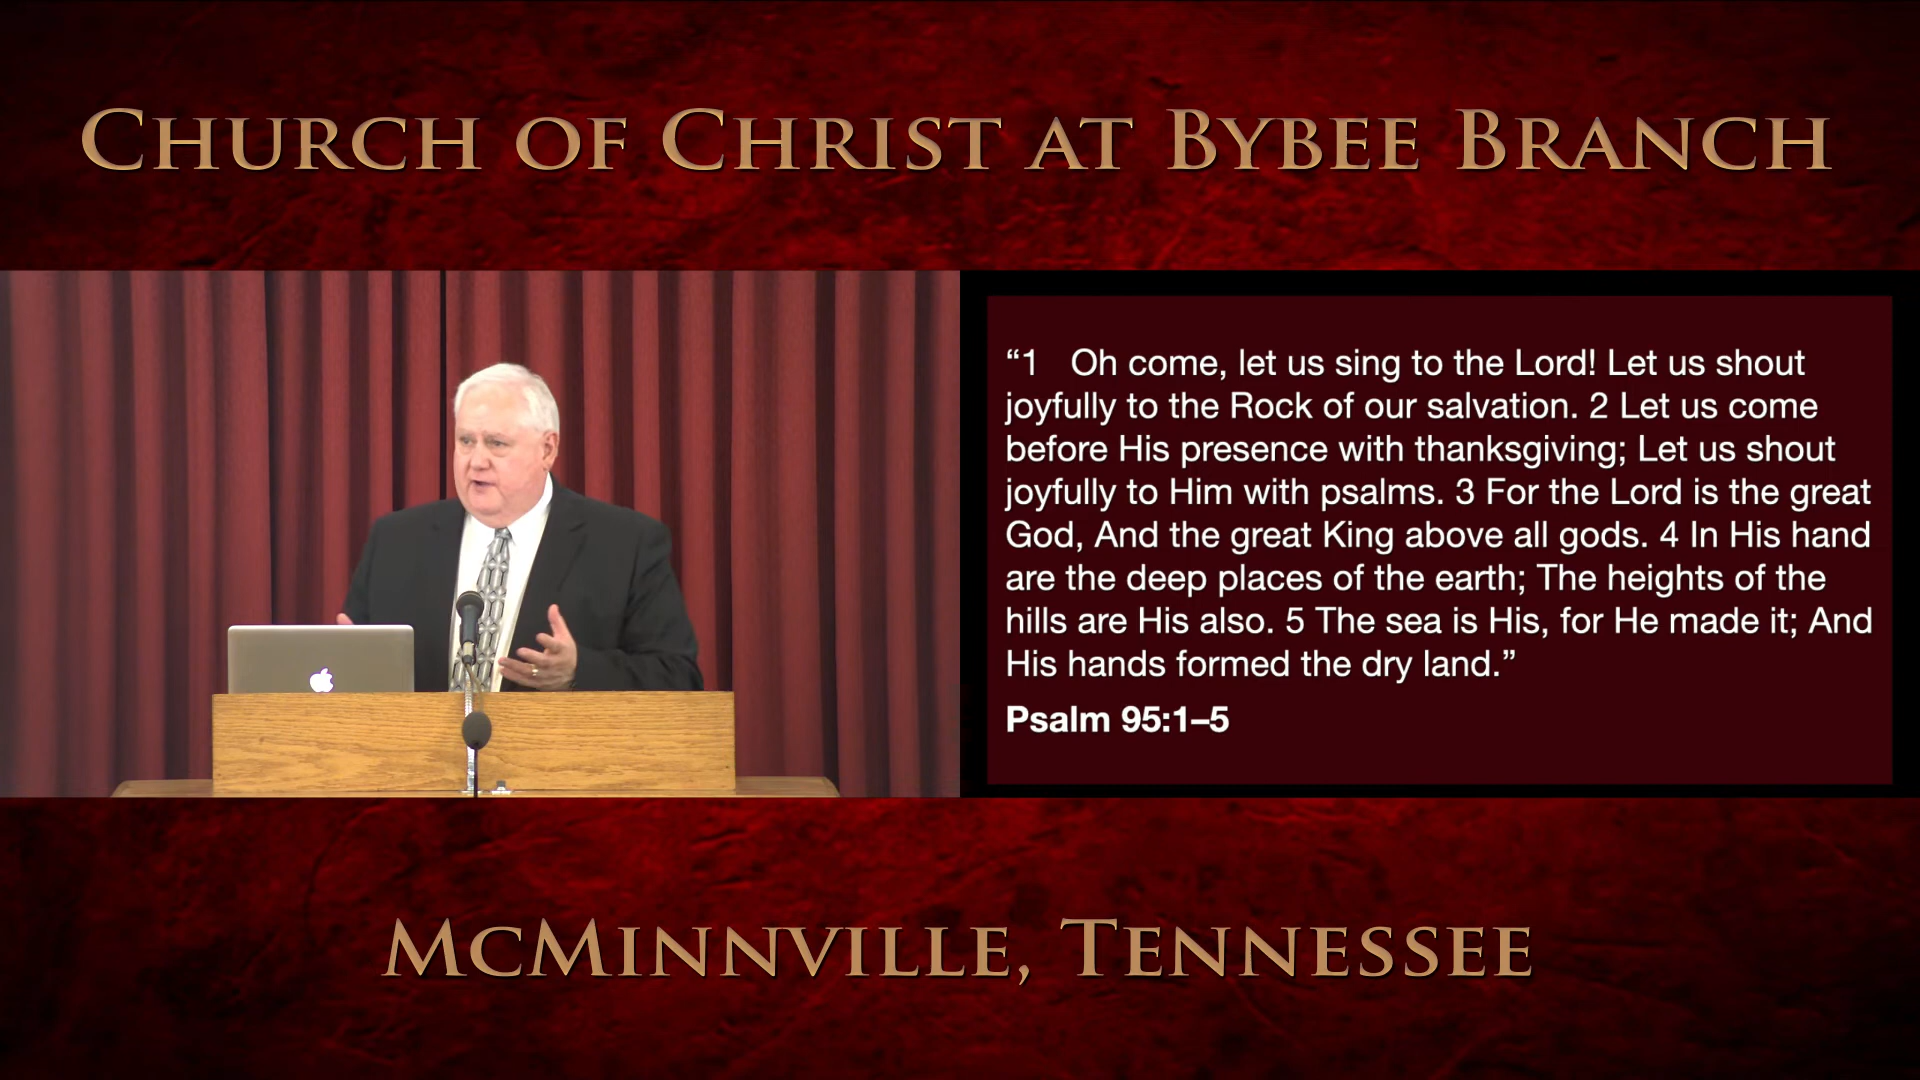 Church of Christ at Bybee Branch
“1 Oh come, let us sing to the Lord! Let us shout
joyfully to the Rock of our salvation. 2 Let us come
before His presence with thanksgiving; Let us shout
joyfully to Him with psalms. 3 For the Lord is the great
God, And the great King above all gods. 4 In His hand
are the deep places of the earth; The heights of the
hills are His also. 5 The sea is His, for He made it; And
His hands formed the dry land.”
Psalm 95:1–5
McMinnville, Tennessee